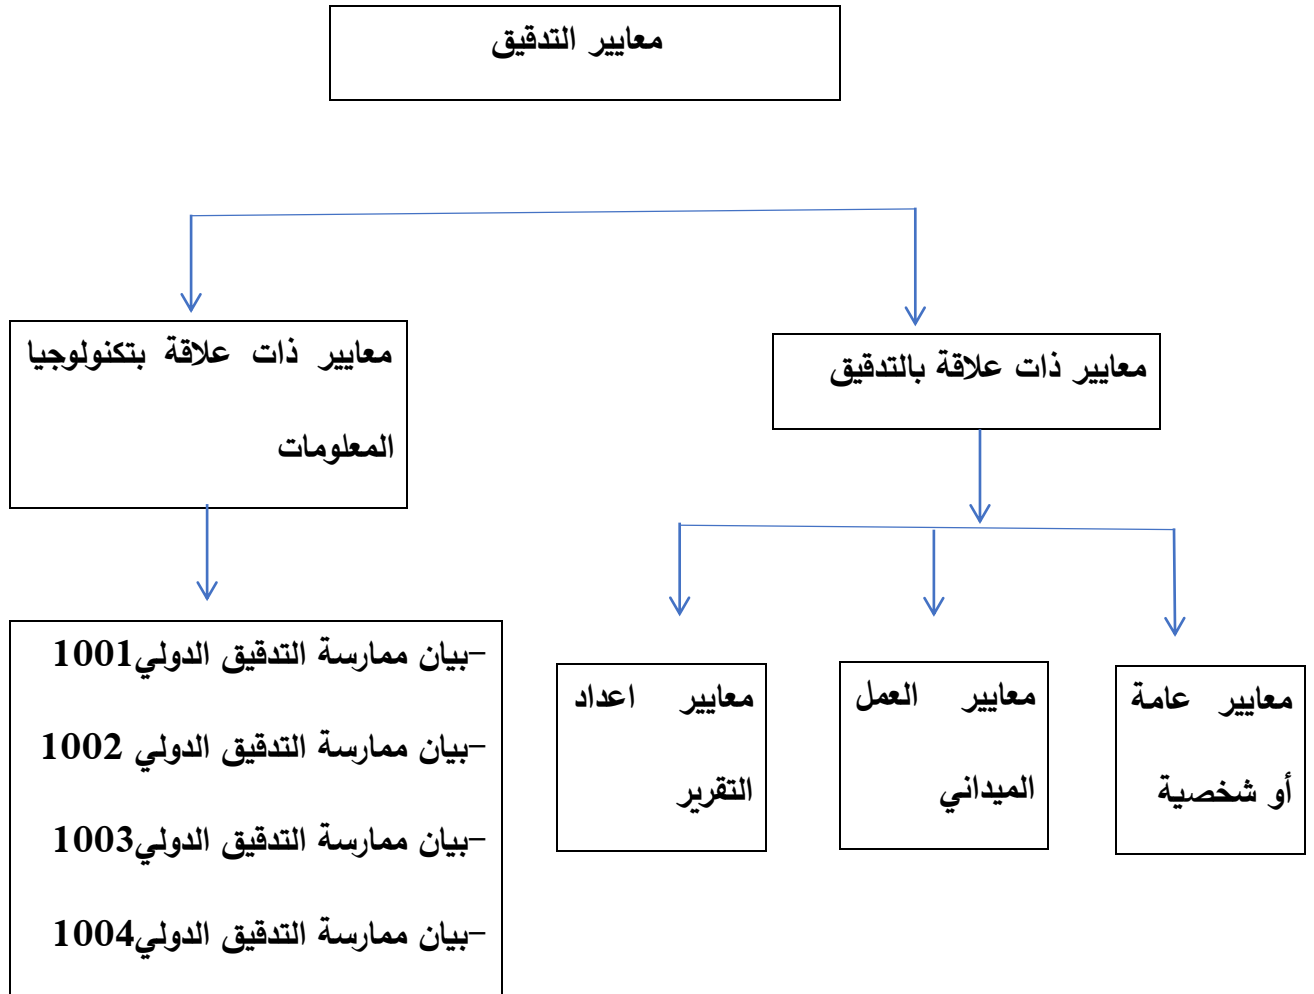 معايير التدقيق
معايير ذات علاقة بالتدقيق
معايير ذات علاقة بتكنولوجيا
المعلومات
معايير عامة
أو شخصية
معايير العمل
الميداني
معايير اعداد
التقرير
-بيان ممارسة التدقيق الدولي1001
-بيان ممارسة التدقيق الدولي 1002
-بيان ممارسة التدقيق الدولي1003
-بيان ممارسة التدقيق الدولي1004